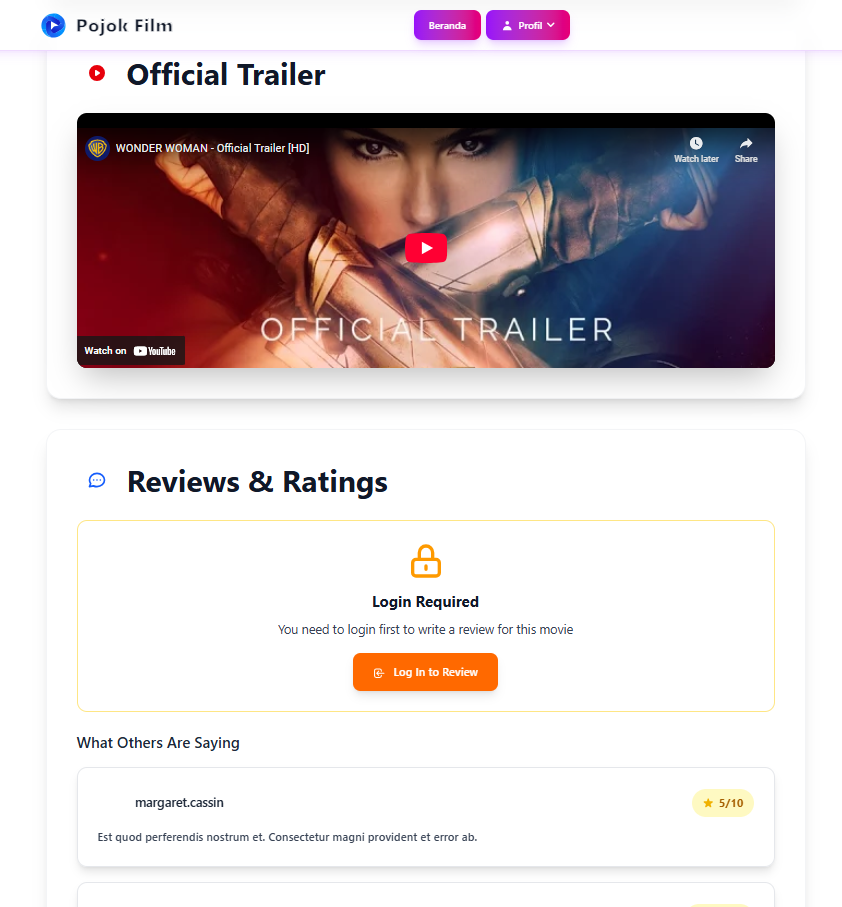 Pojok Film
Beranda
Profil
Official Trailer
WONDER WOMAN - Official Trailer [HD]
Watch later
Share
OFFICIAL TRAILER
Watch on YouTube
Reviews & Ratings
Login Required
You need to login first to write a review for this movie
Log In to Review
What Others Are Saying
margaret.cassin
5/10
Est quod perferendis nostrum et. Consectetur magni provident et error ab.